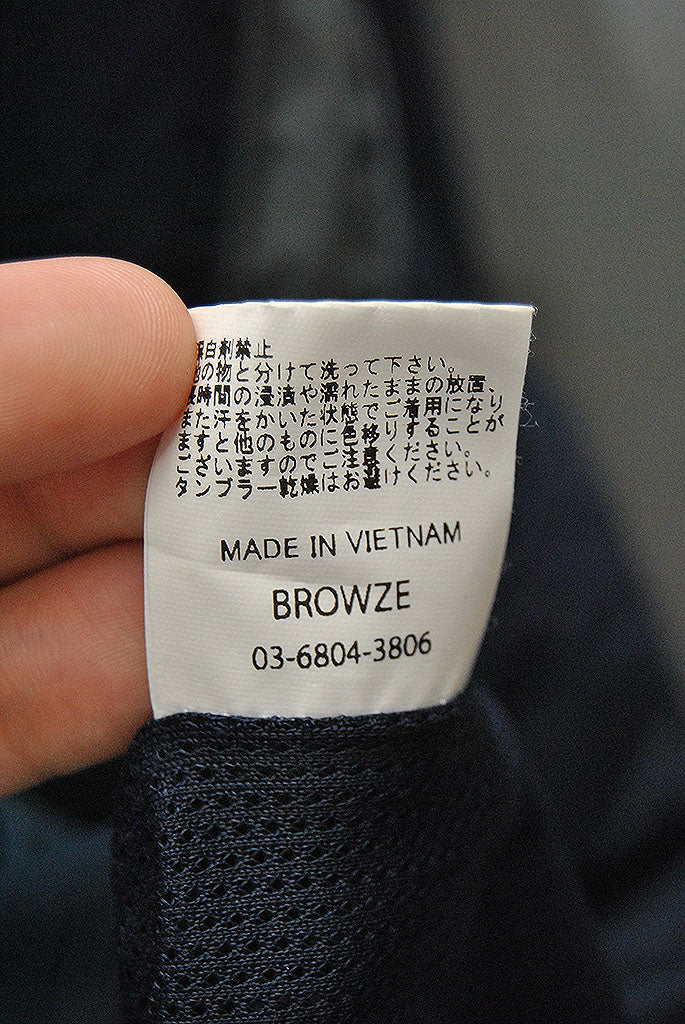 蛍白剤禁止
他の物と分けて洗って下さい。
長時間の浸漬や濡れたままの放置、
また汗をかいた状態でご着用になり
ますと他のものに色移りすることが
ございますのでご注意ください。
タンブラー乾燥はお避けください。
MADE IN VIETNAM
BROWZE
03-6804-3806